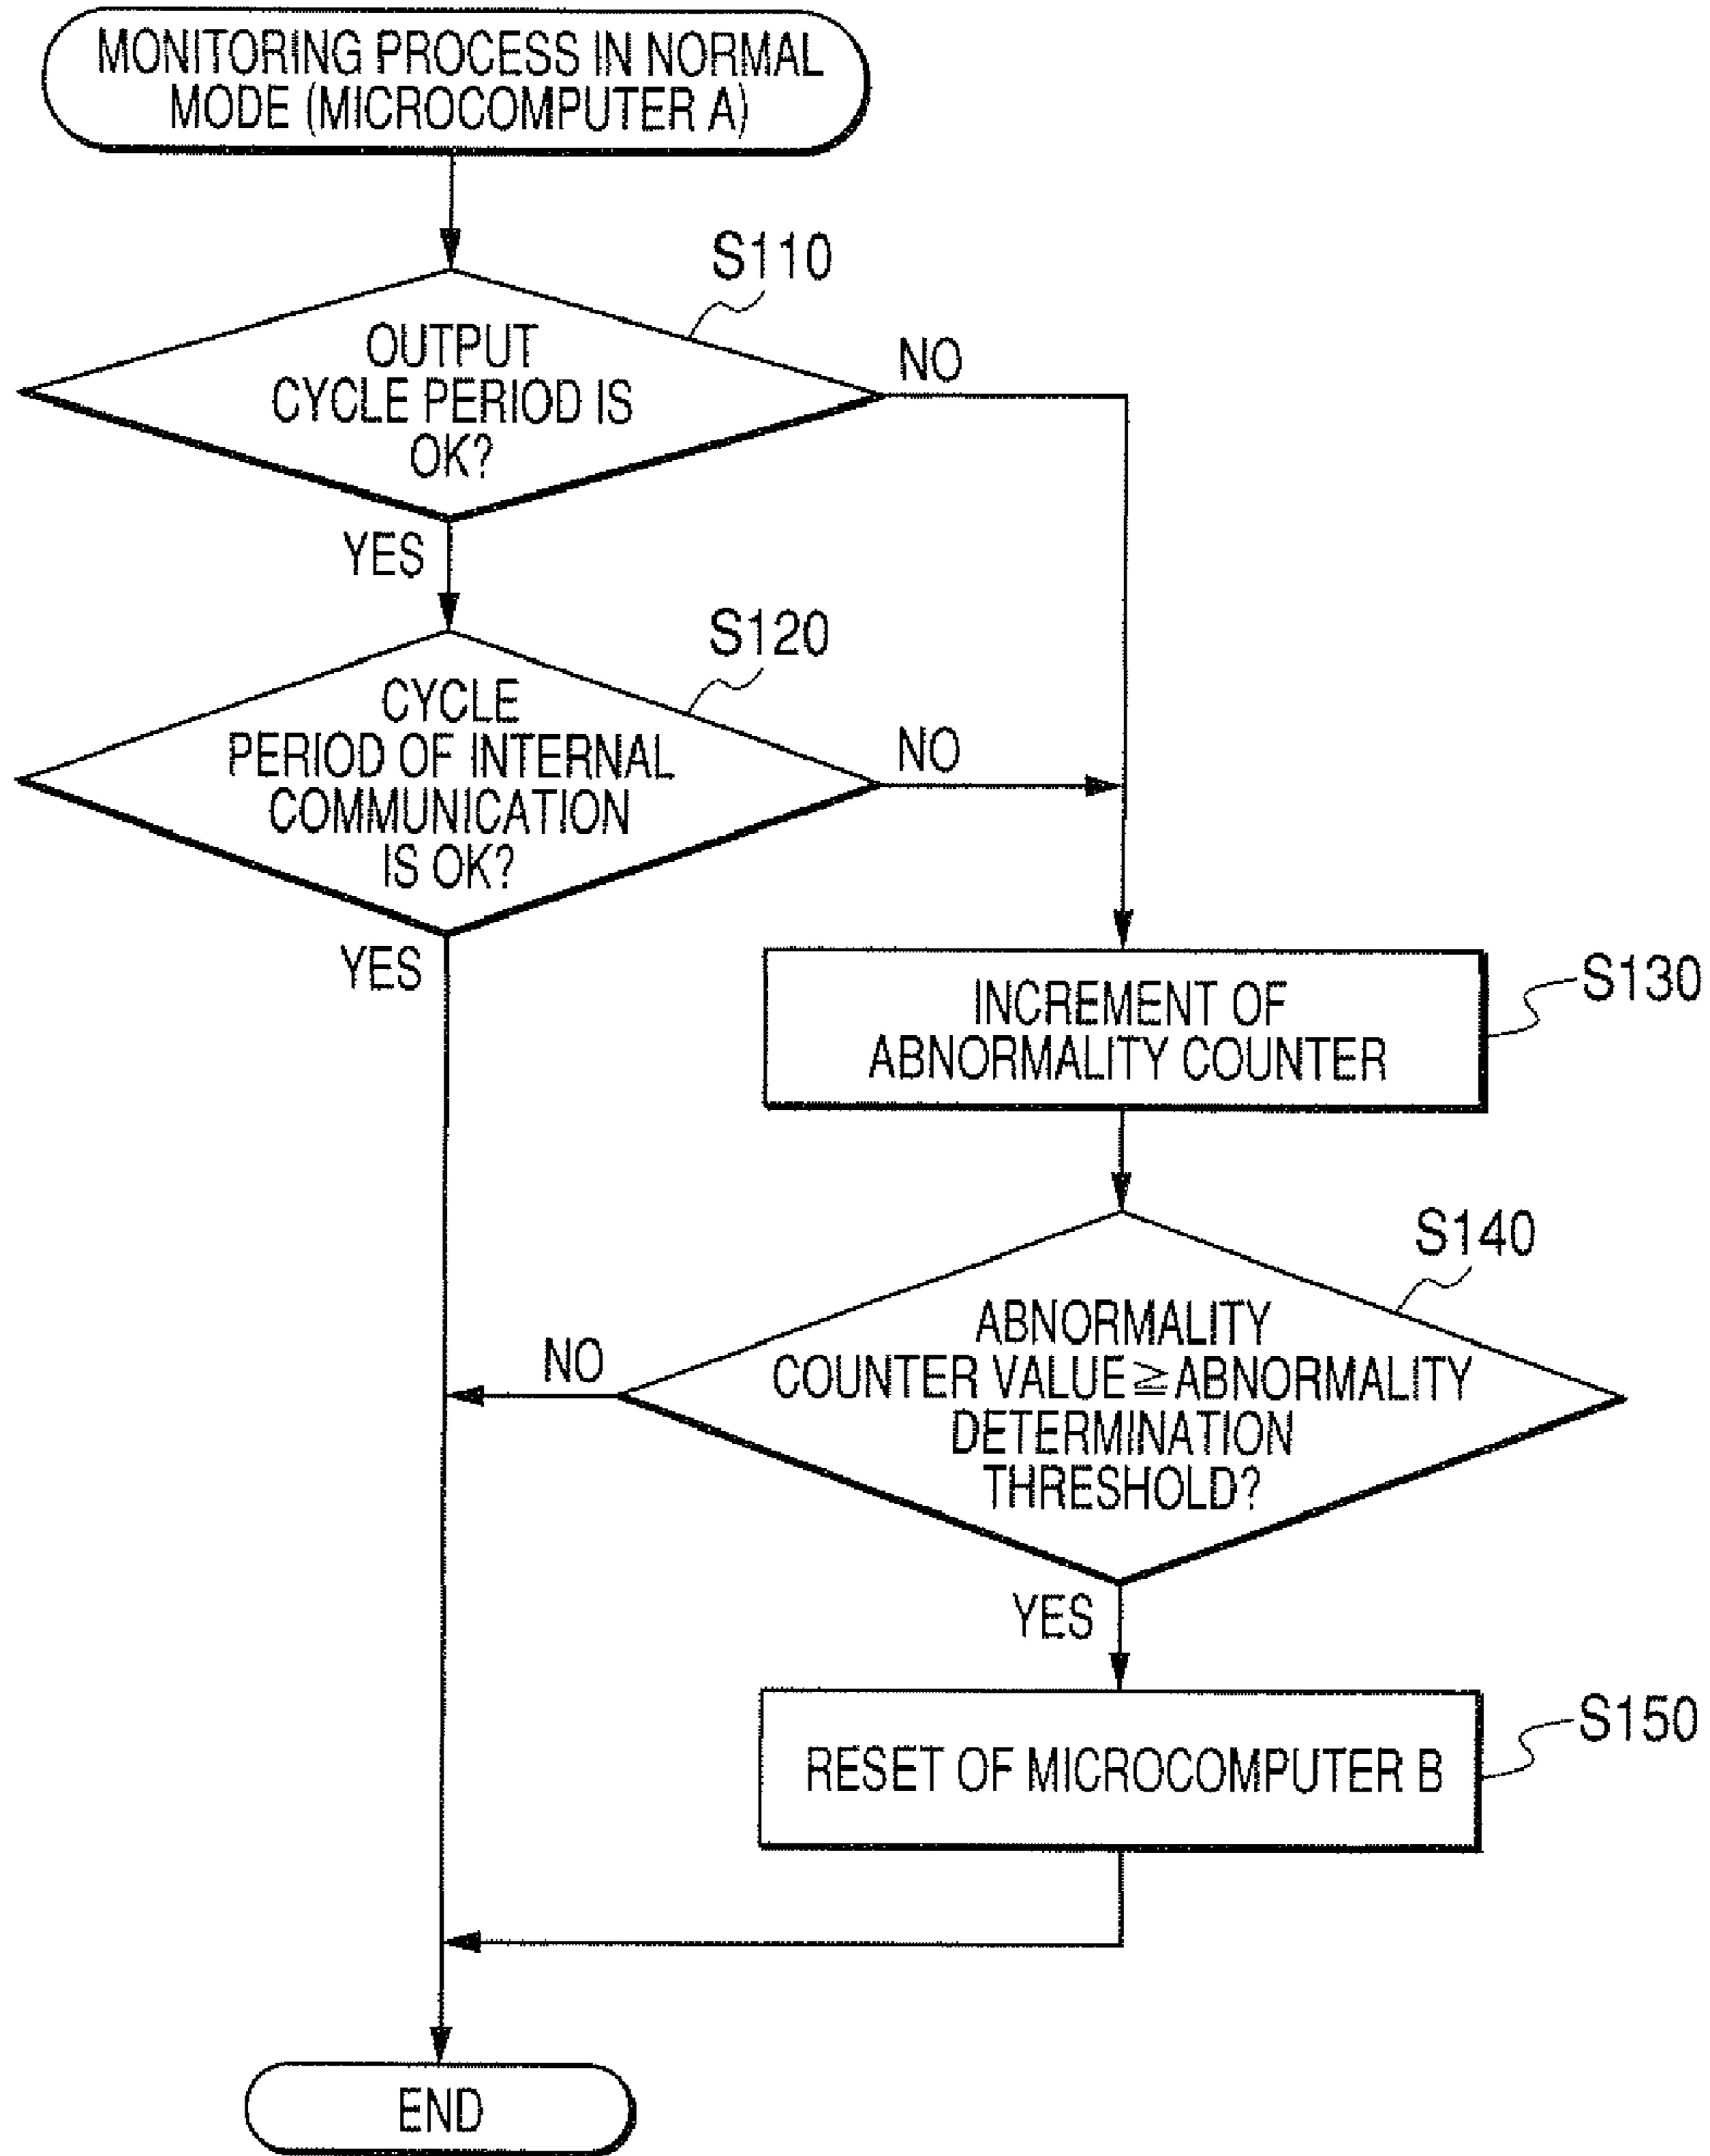 MONITORING PROCESS IN NORMAL
MODE (MICROCOMPUTER A)
S110
OUTPUT
CYCLE PERIOD IS
OK?
NO
YES
S120
CYCLE
PERIOD OF INTERNAL
COMMUNICATION
IS OK?
NO
YES
S130
INCREMENT OF
ABNORMALITY COUNTER
S140
ABNORMALITY
COUNTER VALUE ≧ ABNORMALITY
DETERMINATION
THRESHOLD?
NO
YES
S150
RESET OF MICROCOMPUTER B
END